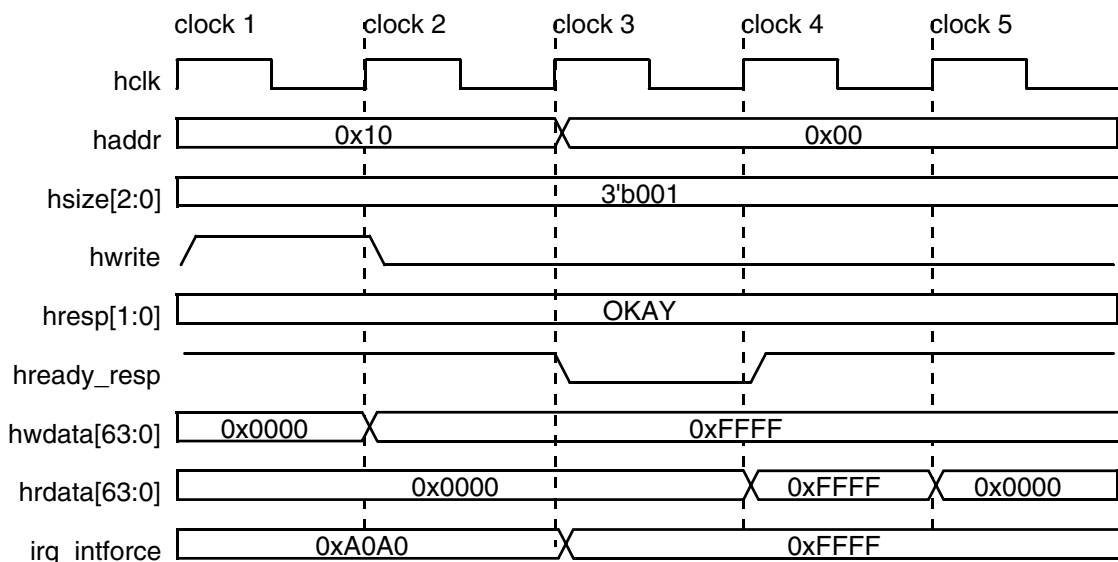 clock 1 clock 2 clock 3 clock 4 clock 5
hclk
haddr 0x10 0x00
hsize[2:0] 3'b001
hwrite
hresp[1:0] OKAY
hready_resp
hwdata[63:0] 0x0000 0xFFFF
hrdata[63:0] 0x0000 0xFFFF 0x0000
irq_intforce 0xA0A0 0xFFFF